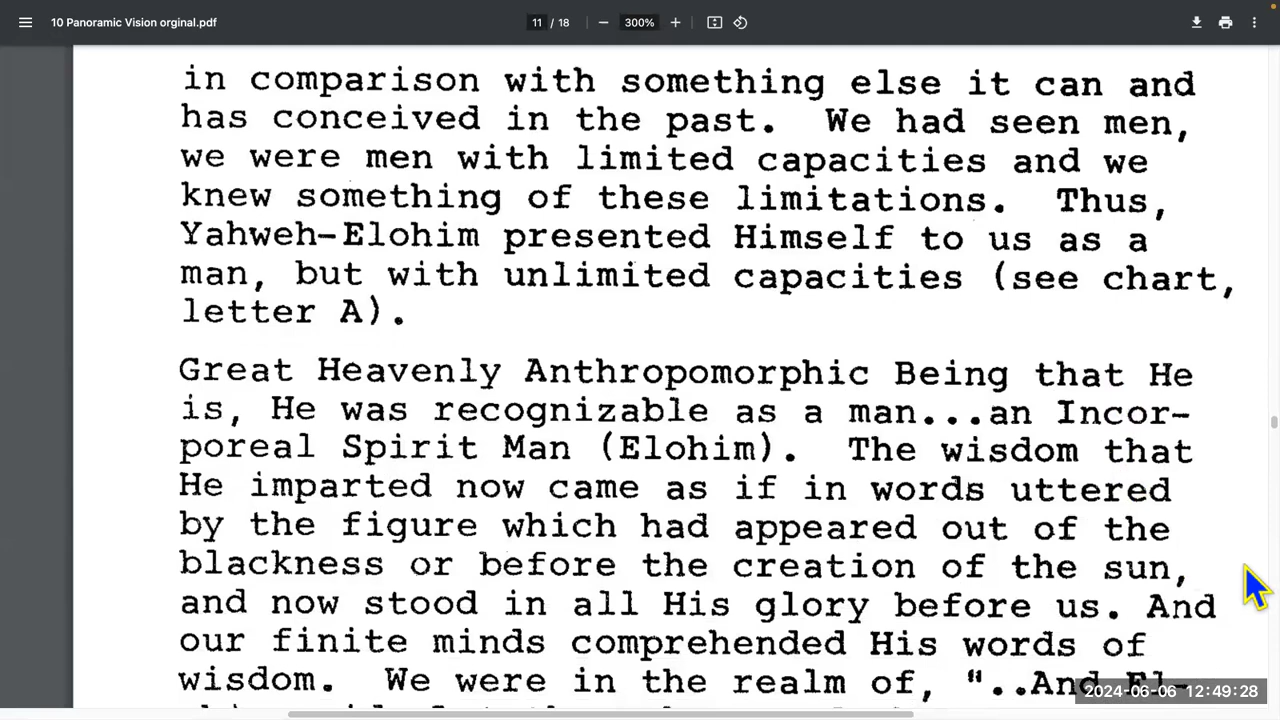 10 Panoramic Vision orginal.pdf
11 / 18
300%
in comparison with something else it can and
has conceived in the past. We had seen men,
we were men with limited capacities and we
knew something of these limitations. Thus,
Yahweh-Elohim presented Himself to us as a
man, but with unlimited capacities (see chart,
letter A).
Great Heavenly Anthropomorphic Being that He
is, He was recognizable as a man...an Incor-
poreal Spirit Man (Elohim). The wisdom that
He imparted now came as if in words uttered
by the figure which had appeared out of the
blackness or before the creation of the sun,
and now stood in all His glory before us. And
our finite minds comprehended His words of
wisdom. We were in the realm of, "..And El-
2024-06-06 12:49:28